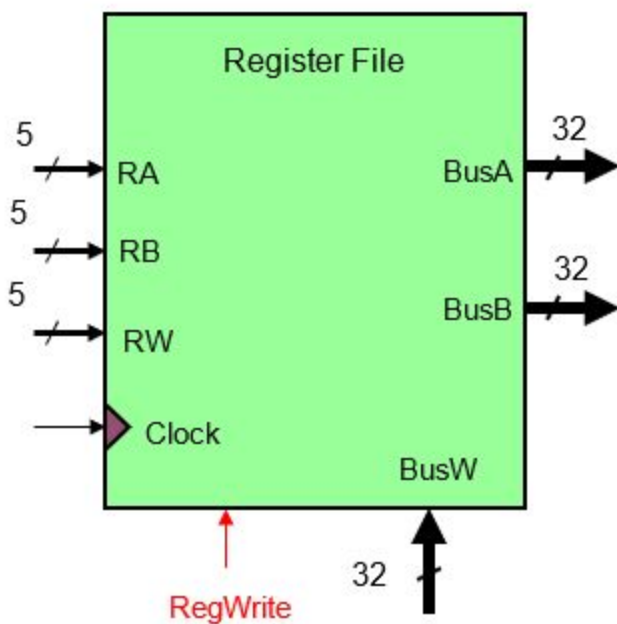 Register File
5
RA
BusA
32
5
RB
5
RW
BusB
32
Clock
BusW
32
RegWrite